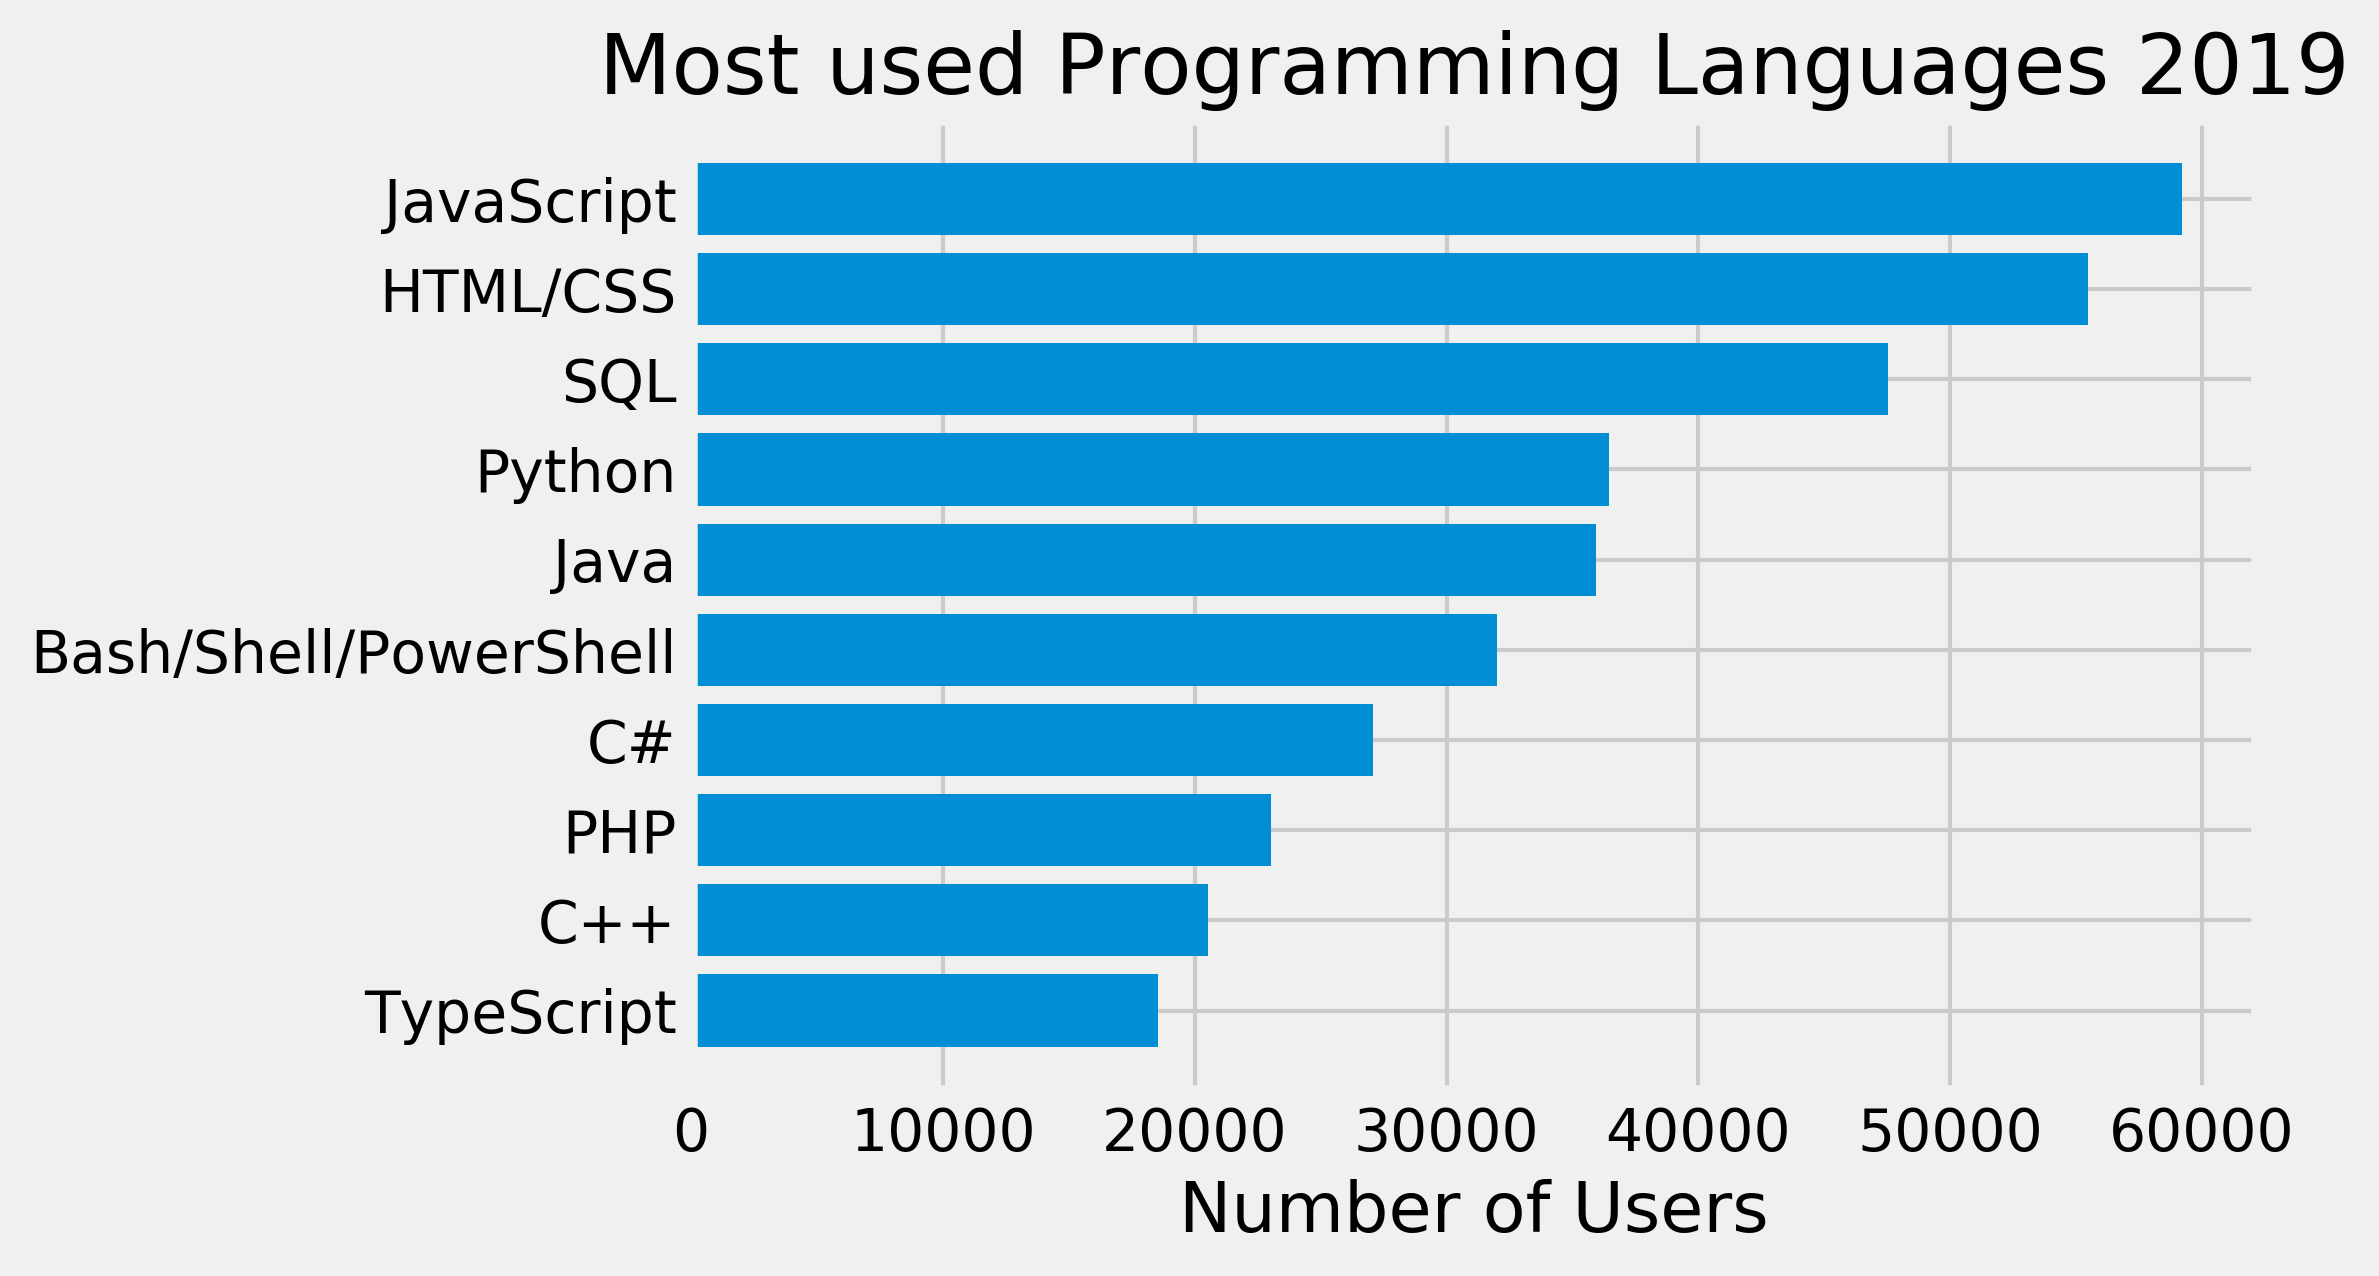 Most used Programming Languages 2019
JavaScript
HTML/CSS
SQL
Python
Java
Bash/Shell/PowerShell
C#
PHP
C++
TypeScript
0 10000 20000 30000 40000 50000 60000
Number of Users